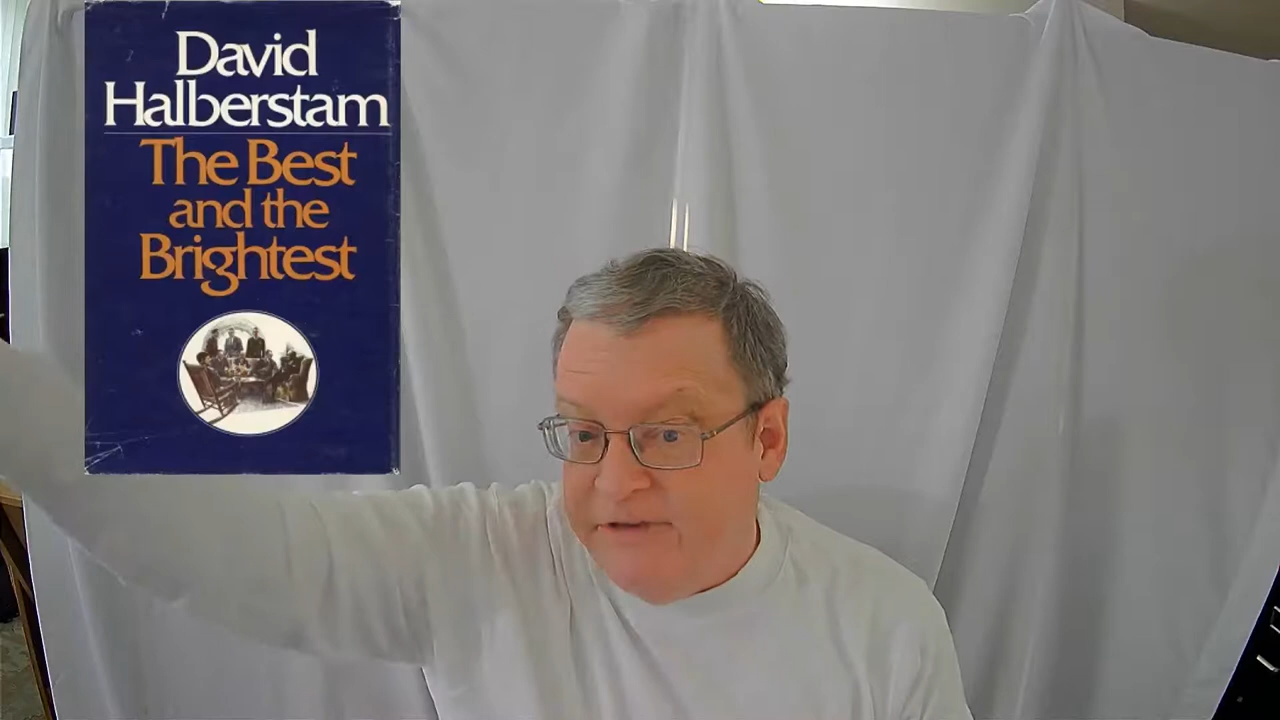 David
Halberstam
The Best
and the
Brightest